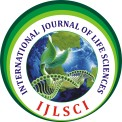 INTERNATIONAL JOURNAL OF LIFE SCIENCES
IJLSCI